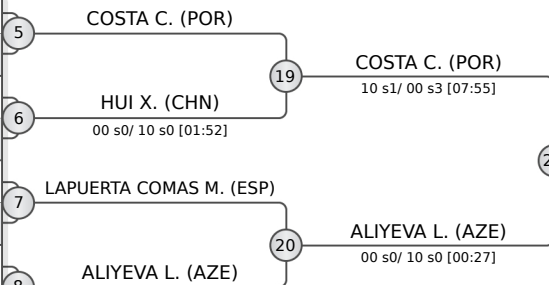 COSTA C. (POR)
5
19
COSTA C. (POR)
10 s1/ 00 s3 [07:55]
HUI X. (CHN)
6
00 s0/ 10 s0 [01:52]
LAPUERTA COMAS M. (ESP)
7
20
ALIYEVA L. (AZE)
00 s0/ 10 s0 [00:27]
ALIYEVA L. (AZE)
8